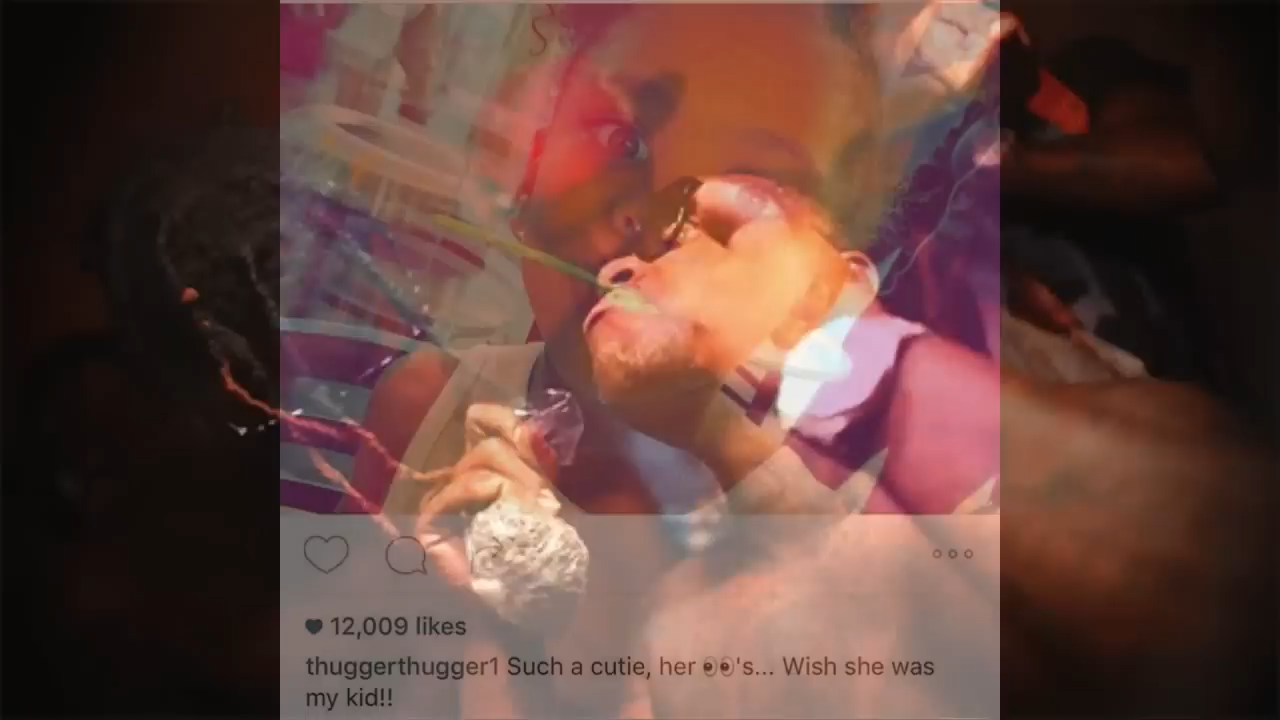 12,009 likes
thuggerthugger1 Such a cutie, her 👀's... Wish she was
my kid!!